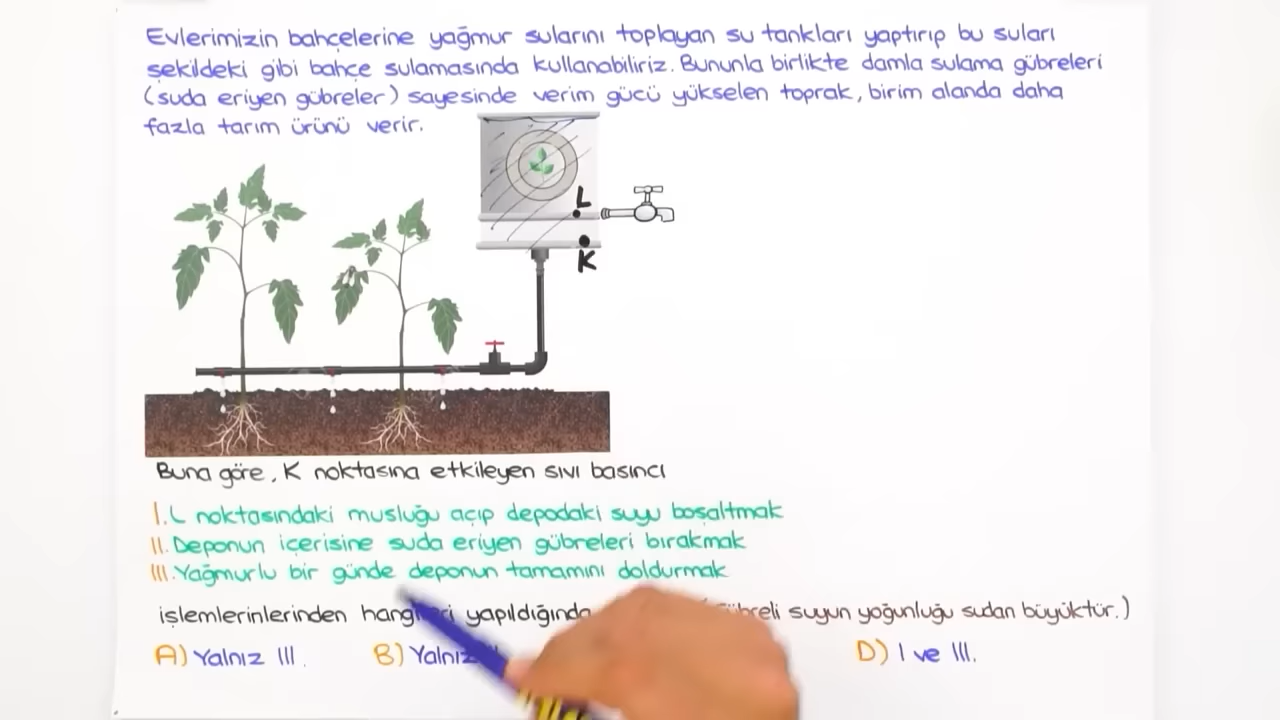 Evlerimizin bahçelerine yağmur sularını toplayan su tankları yaptırıp bu suları
şekildeki gibi bahçe sulamasında kullanabiliriz. Bununla birlikte damla sulama gübreleri
(suda eriyen gübreler) sayesinde verim gücü yükselen toprak, birim alanda daha
fazla tarım ürünü verir.
L
K
Buna göre, K noktasına etkileyen sıvı basıncı
I. L noktasındaki musluğu açıp depodaki suyu boşaltmak
II. Deponun içerisine suda eriyen gübreleri bırakmak
III. Yağmurlu bir günde deponun tamamını doldurmak
işlemlerinlerinden yapıldığında suyun yoğunluğu sudan büyüktür.)
A) Yalnız III. B) Yalnız D) I ve III.